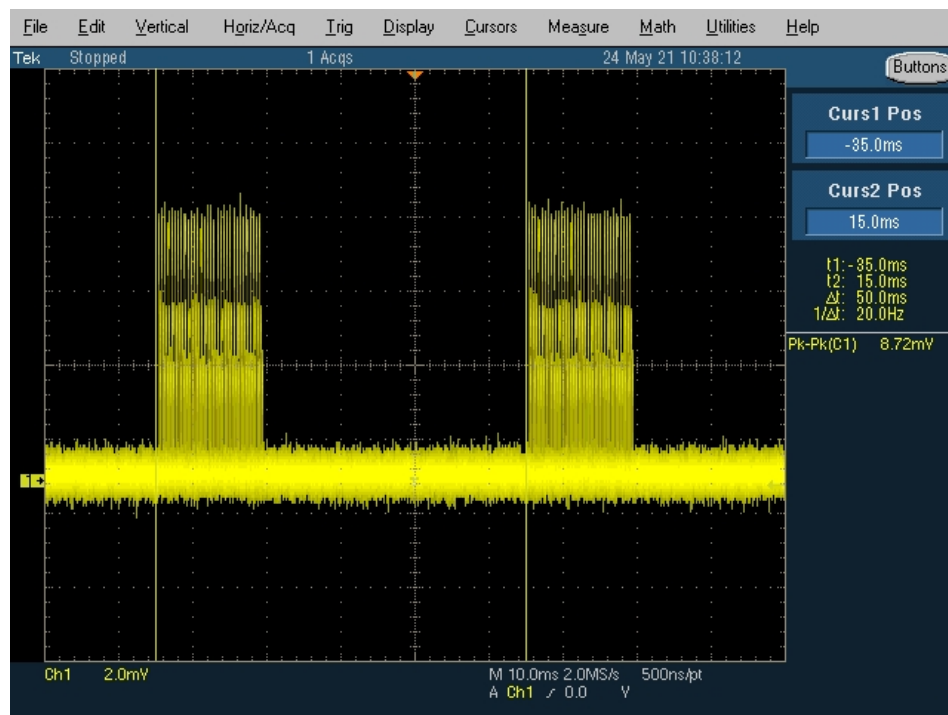 File Edit Vertical Horiz/Acq Trig Display Cursors Measure Math Utilities Help
Tek Stopped 1 Acqs 24 May 21 10:38:12
Buttons
Curs1 Pos
-35.0ms
Curs2 Pos
15.0ms
t1: -35.0ms
t2: 15.0ms
Δt: 50.0ms
1/Δt: 20.0Hz
Pk-Pk(C1) 8.72mV
1
Ch1 2.0mV M 10.0ms 2.0MS/s 500ns/pt
A Ch1 ∕ 0.0 V